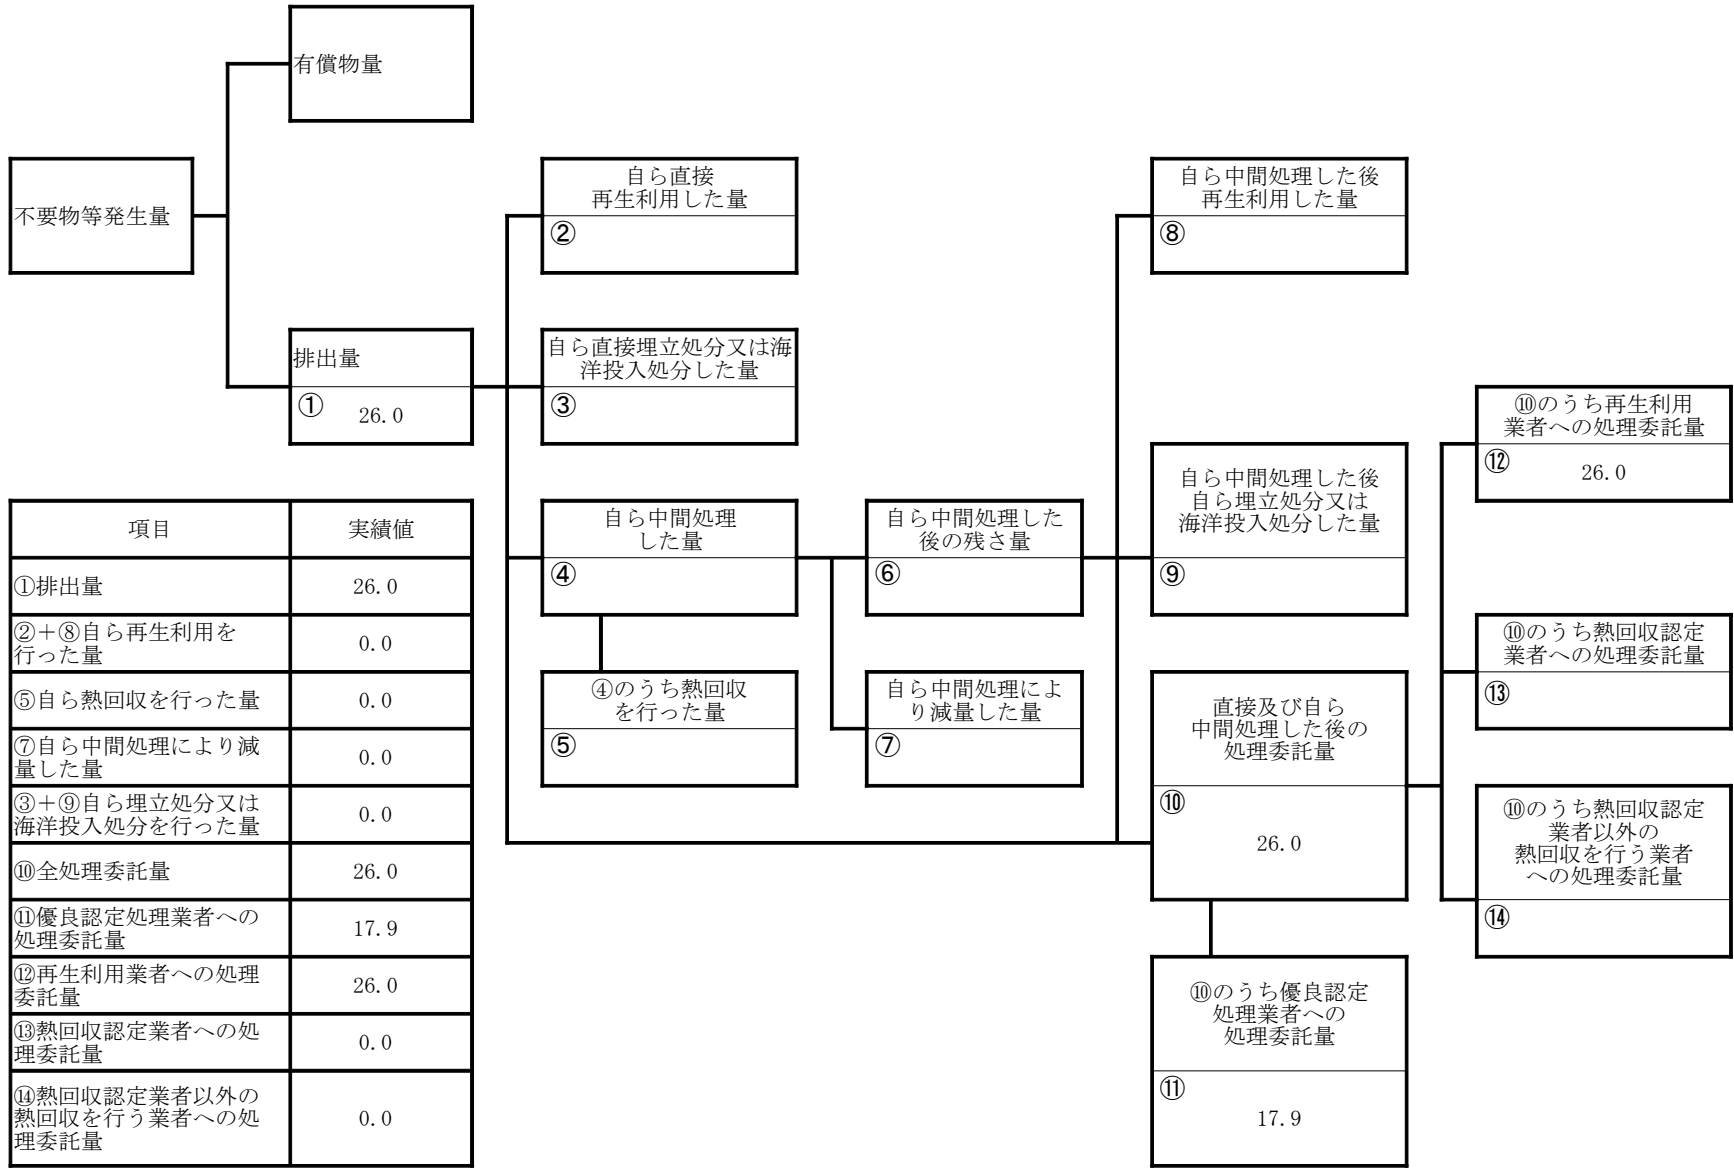 有償物量
不要物等発生量
自ら直接
再生利用した量
②
自ら中間処理した後
再生利用した量
⑧
排出量
① 26.0
自ら直接埋立処分又は海
洋投入処分した量
③
⑩のうち再生利用
業者への処理委託量
⑫ 26.0
自ら中間処理
した量
④
自ら中間処理した
後の残さ量
⑥
自ら中間処理した後
自ら埋立処分又は
海洋投入処分した量
⑨
⑩のうち熱回収認定
業者への処理委託量
⑬
④のうち熱回収
を行った量
⑤
自ら中間処理によ
り減量した量
⑦
直接及び自ら
中間処理した後の
処理委託量
⑩
26.0
⑩のうち熱回収認定
業者以外の
熱回収を行う業者
への処理委託量
⑭
⑩のうち優良認定
処理業者への
処理委託量
⑪
17.9
項目 実績値
①排出量 26.0
②＋⑧自ら再生利用を
行った量 0.0
⑤自ら熱回収を行った量 0.0
⑦自ら中間処理により減
量した量 0.0
③＋⑨自ら埋立処分又は
海洋投入処分を行った量 0.0
⑩全処理委託量 26.0
⑪優良認定処理業者への
処理委託量 17.9
⑫再生利用業者への処理
委託量 26.0
⑬熱回収認定業者への処
理委託量 0.0
⑭熱回収認定業者以外の
熱回収を行う業者への処
理委託量 0.0